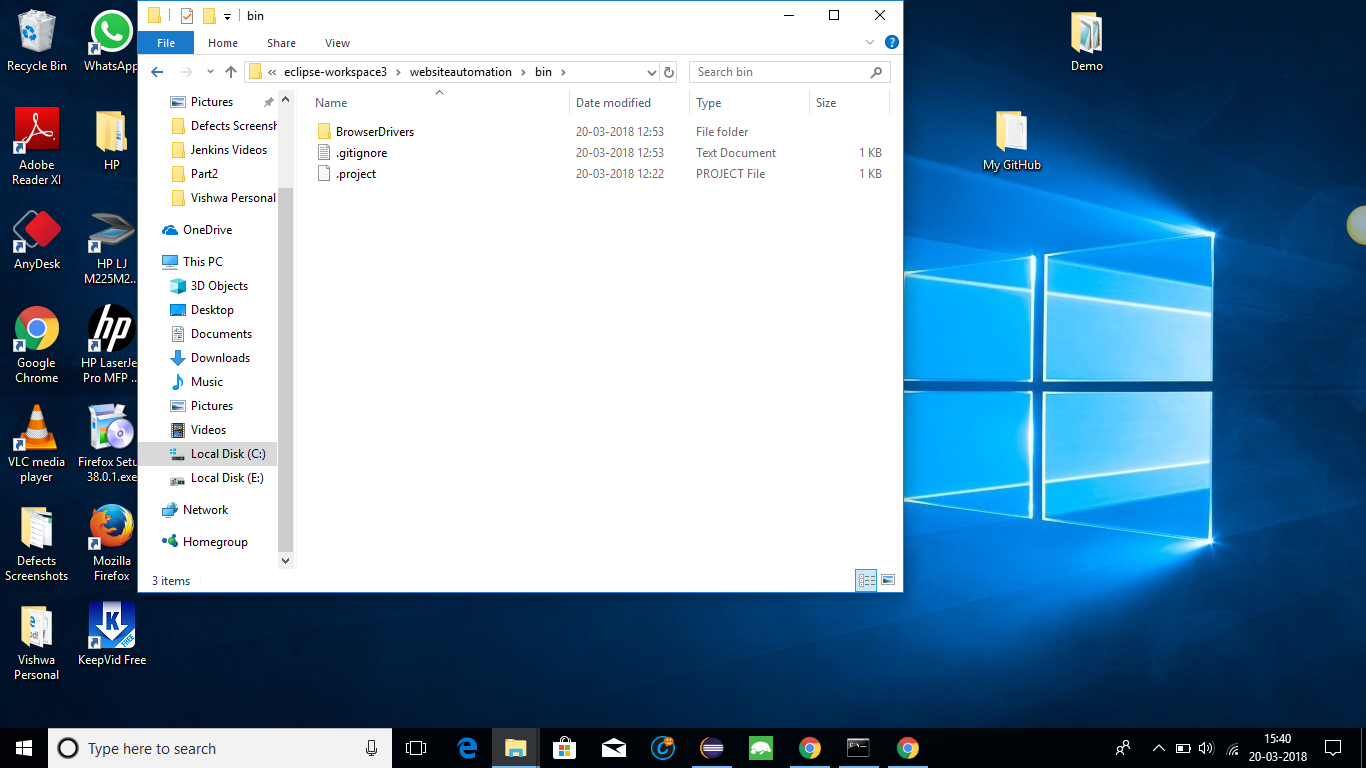 Recycle Bin
WhatsApp
Adobe
Reader XI
HP
AnyDesk
HP LJ
M225M2...
Google
Chrome
HP LaserJe
Pro MFP ...
VLC media
player
Firefox Setu
38.0.1.exe
Defects
Screenshots
Mozilla
Firefox
Vishwa
Personal
KeepVid Free
FREE
bin
File
Home
Share
View
« eclipse-workspace3 › websiteautomation › bin ›
Search bin
Pictures
Defects Screensh
Jenkins Videos
Part2
Vishwa Personal
OneDrive
This PC
3D Objects
Desktop
Documents
Downloads
Music
Pictures
Videos
Local Disk (C:)
Local Disk (E:)
Network
Homegroup
Name Date modified Type Size
BrowserDrivers 20-03-2018 12:53 File folder
.gitignore 20-03-2018 12:53 Text Document 1 KB
.project 20-03-2018 12:22 PROJECT File 1 KB
3 items
Demo
My GitHub
Type here to search
15:40
20-03-2018